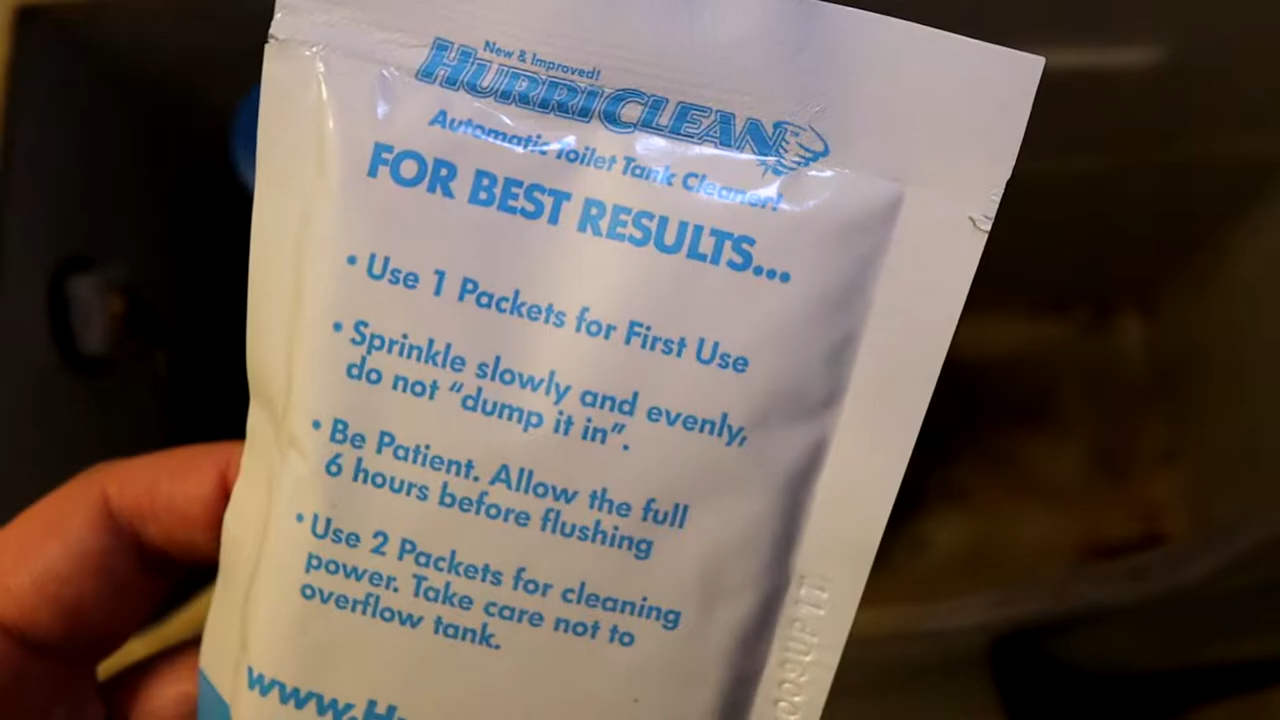 New & Improved!
HURRICLEAN
Automatic Toilet Tank Cleaner!
FOR BEST RESULTS...
• Use 1 Packets for First Use
• Sprinkle slowly and evenly,
do not “dump it in”.
• Be Patient. Allow the full
6 hours before flushing
• Use 2 Packets for cleaning
power. Take care not to
overflow tank.